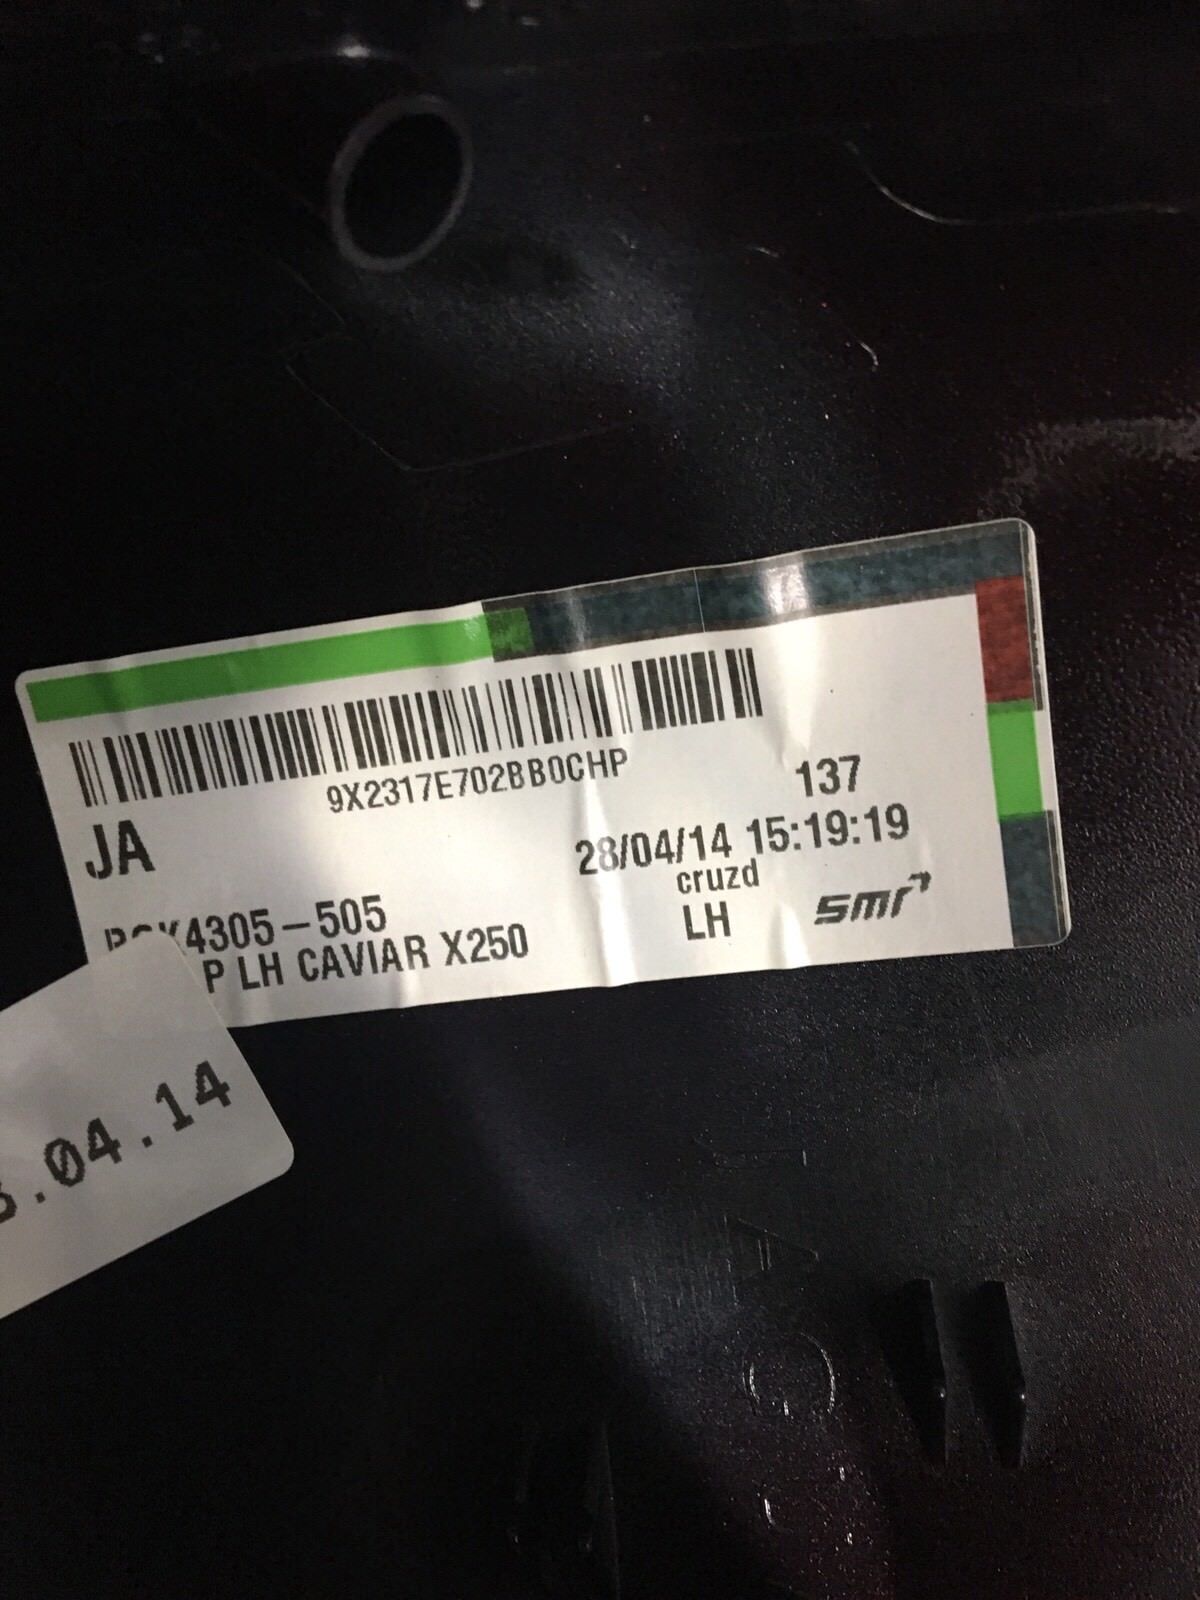 9X2317E702BB0CHP
137
JA
28/04/14 15:19:19
cruzd
4305-505
LH
smr
P LH CAVIAR X250
.04.14